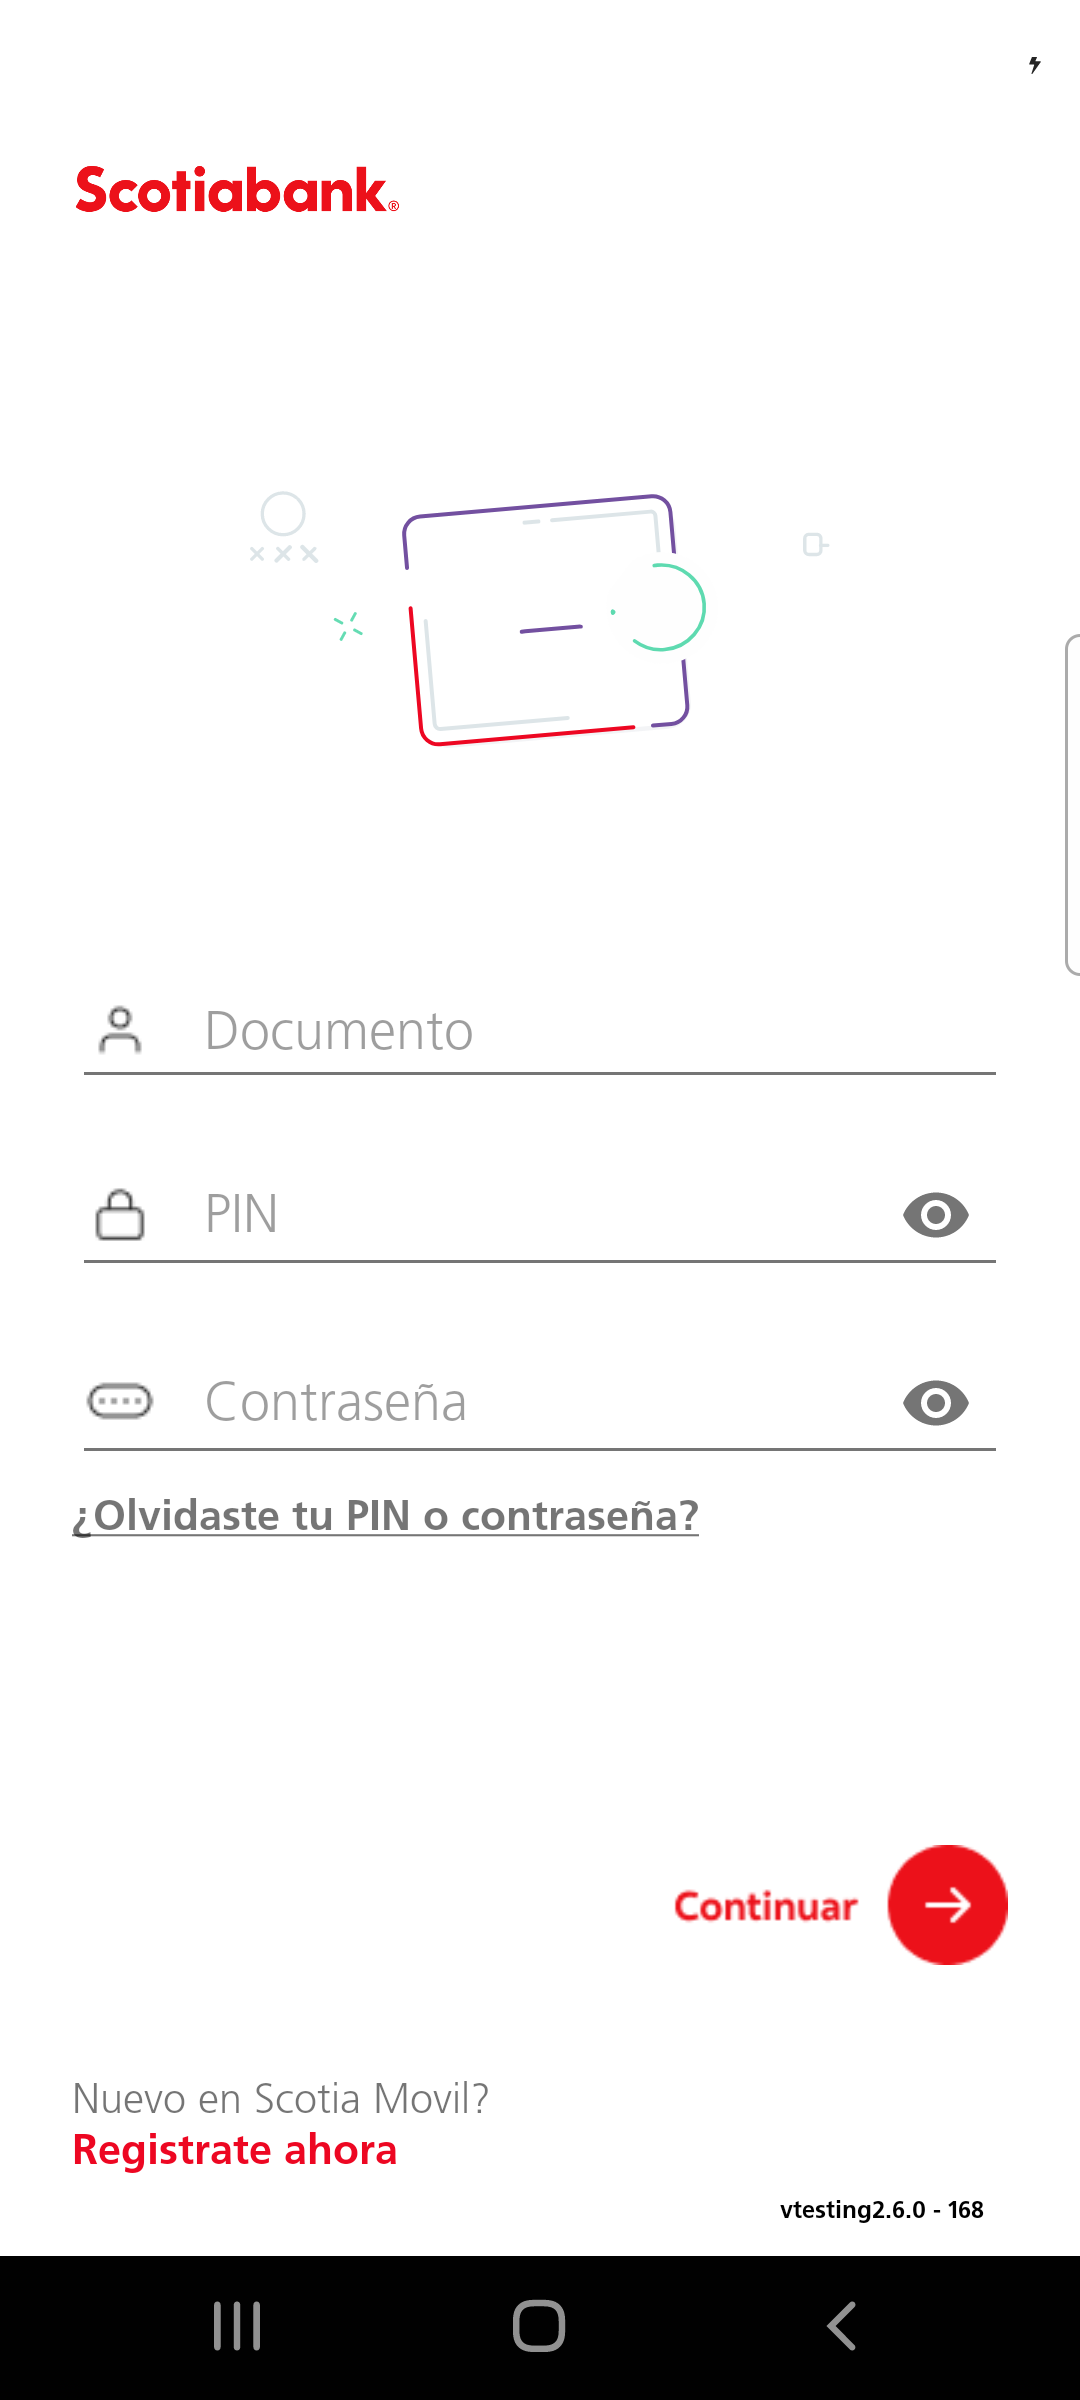 Scotiabank®
Documento
PIN
Contraseña
¿Olvidaste tu PIN o contraseña?
Continuar
Nuevo en Scotia Movil?
Registrate ahora
vtesting2.6.0 - 168